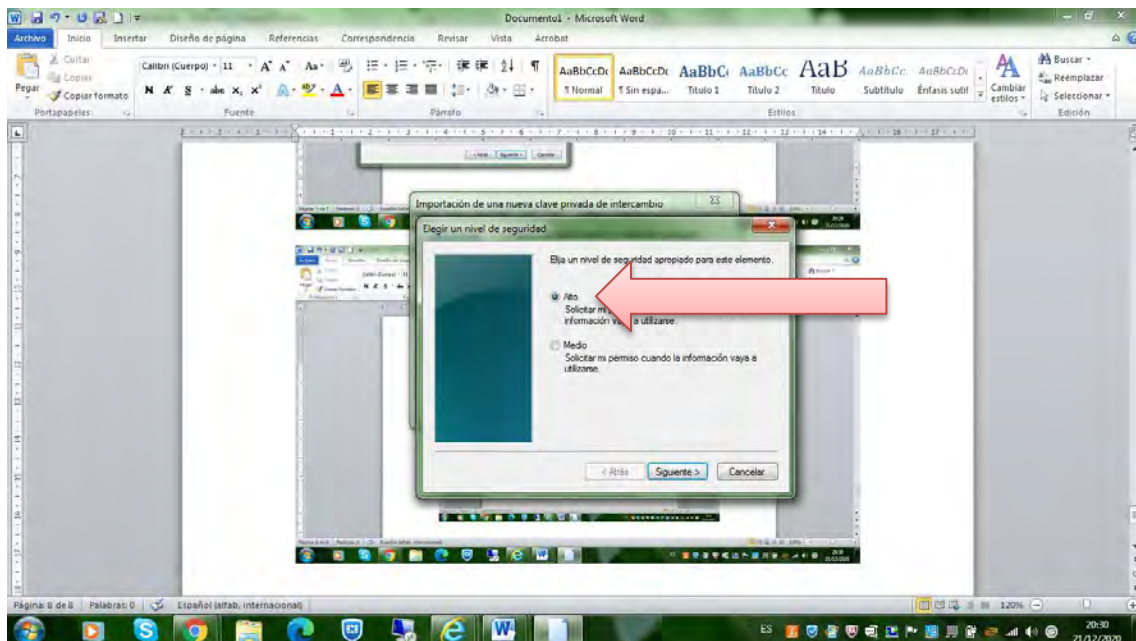 Documento1 - Microsoft Word
Archivo Inicio Insertar Diseño de página Referencias Correspondencia Revisar Vista Acrobat
Pegar
Cortar
Copiar
Copiar formato
Portapapeles
Calibri (Cuerpo) 11
N K S abc x, x²
Fuente
Párrafo
AaBbCcDc AaBbCcDc AaBbC AaBbCc AaB AaBbCc. AaBbCcDc
¶ Normal ¶ Sin espa... Título 1 Título 2 Título Subtítulo Énfasis sutil
Estilos
Cambiar estilos
Buscar
Reemplazar
Seleccionar
Edición
< Atrás Siguiente > Cancelar
Importación de una nueva clave privada de intercambio
Elegir un nivel de seguridad
Elija un nivel de seguridad apropiado para este elemento.
Alto
Solicitar mi
información vaya a utilizarse.
Medio
Solicitar mi permiso cuando la información vaya a
utilizarse.
< Atrás Siguiente > Cancelar
Página: 8 de 8 Palabras: 0 Español (alfab. internacional) 120%
ES 20:30
21/12/2020